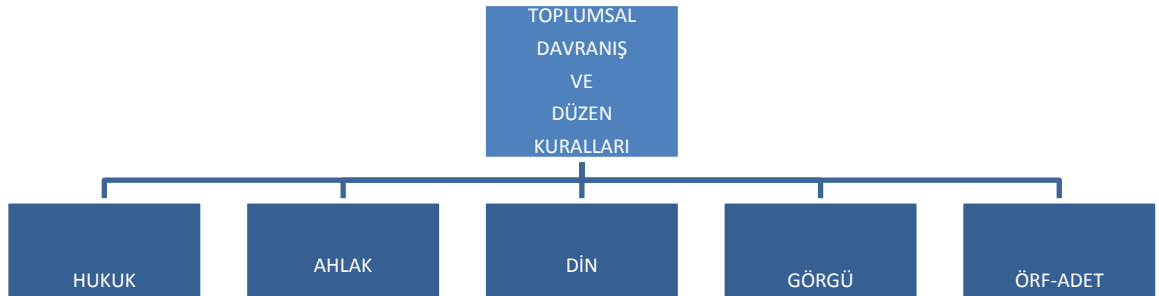 TOPLUMSAL
DAVRANIŞ
VE
DÜZEN
KURALLARI
HUKUK
AHLAK
DİN
GÖRGÜ
ÖRF-ADET